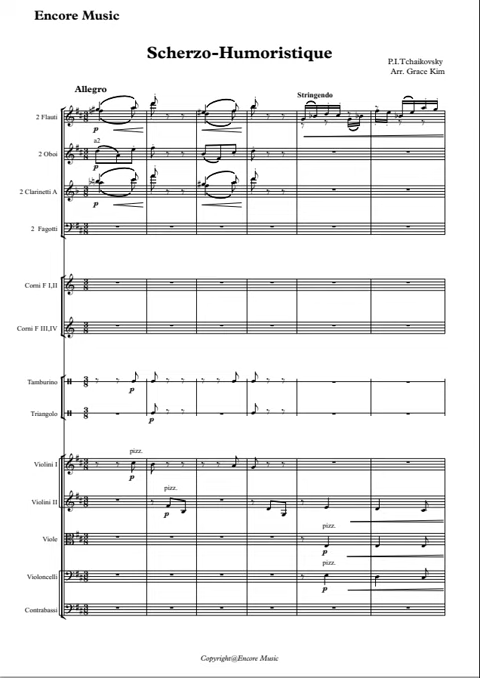 Encore Music
Scherzo-Humoristique
P.I.Tchaikovsky
Arr. Grace Kim
Allegro
Stringendo
2 Flauti
p
a2
2 Oboi
p
2 Clarinetti A
p
2 Fagotti
Corni F I,II
Corni F III,IV
Tamburino
p
Triangolo
p
pizz.
Violini I
p
pizz.
Violini II
p
pizz.
Viole
p
pizz.
Violoncelli
p
Contrabassi
Copyright@Encore Music